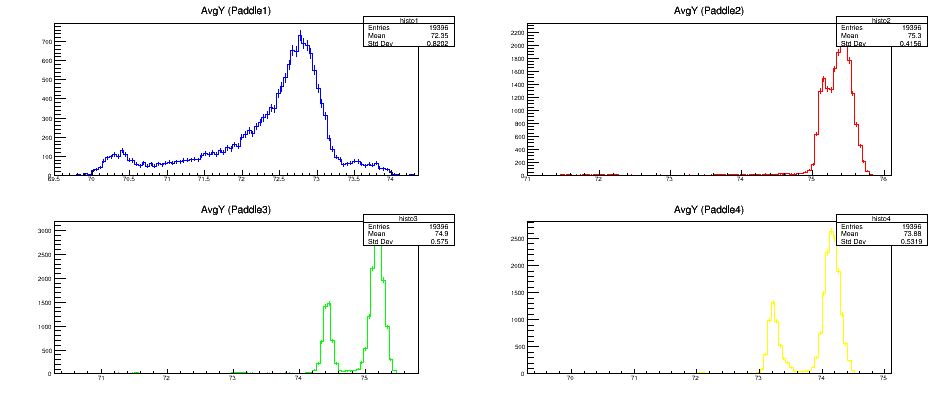 AvgY (Paddle1)
histo1
Entries 19396
Mean 72.35
Std Dev 0.8202
700
600
500
400
300
200
100
0
69.5 70 70.5 71 71.5 72 72.5 73 73.5 74
AvgY (Paddle2)
histo2
Entries 19396
Mean 75.3
Std Dev 0.4156
2200
2000
1800
1600
1400
1200
1000
800
600
400
200
0
71 72 73 74 75 76
AvgY (Paddle3)
histo3
Entries 19396
Mean 74.9
Std Dev 0.575
3000
2500
2000
1500
1000
500
0
71 72 73 74 75
AvgY (Paddle4)
histo4
Entries 19396
Mean 73.88
Std Dev 0.5319
2500
2000
1500
1000
500
0
70 71 72 73 74 75